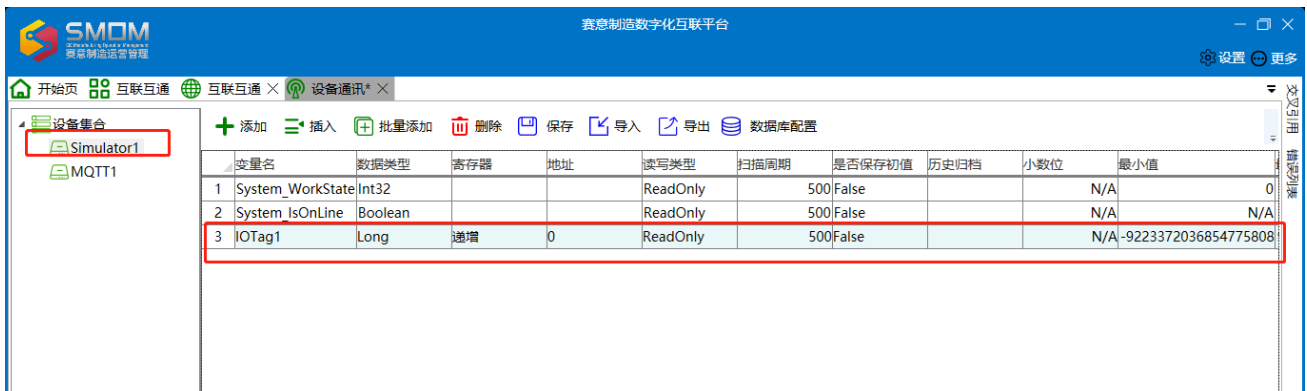 SMOM
赛意制造运营管理
赛意制造数字化互联平台
设置 更多
开始页 互联互通 互联互通 设备通讯*
设备集合
Simulator1
MQTT1
添加 插入 批量添加 删除 保存 导入 导出 数据库配置
变量名 数据类型 寄存器 地址 读写类型 扫描周期 是否保存初值 历史归档 小数位 最小值
1 System_WorkState Int32 ReadOnly 500 False N/A 0
2 System_IsOnLine Boolean ReadOnly 500 False N/A N/A
3 IOTag1 Long 递增 0 ReadOnly 500 False N/A -9223372036854775808
交叉引用
错误列表